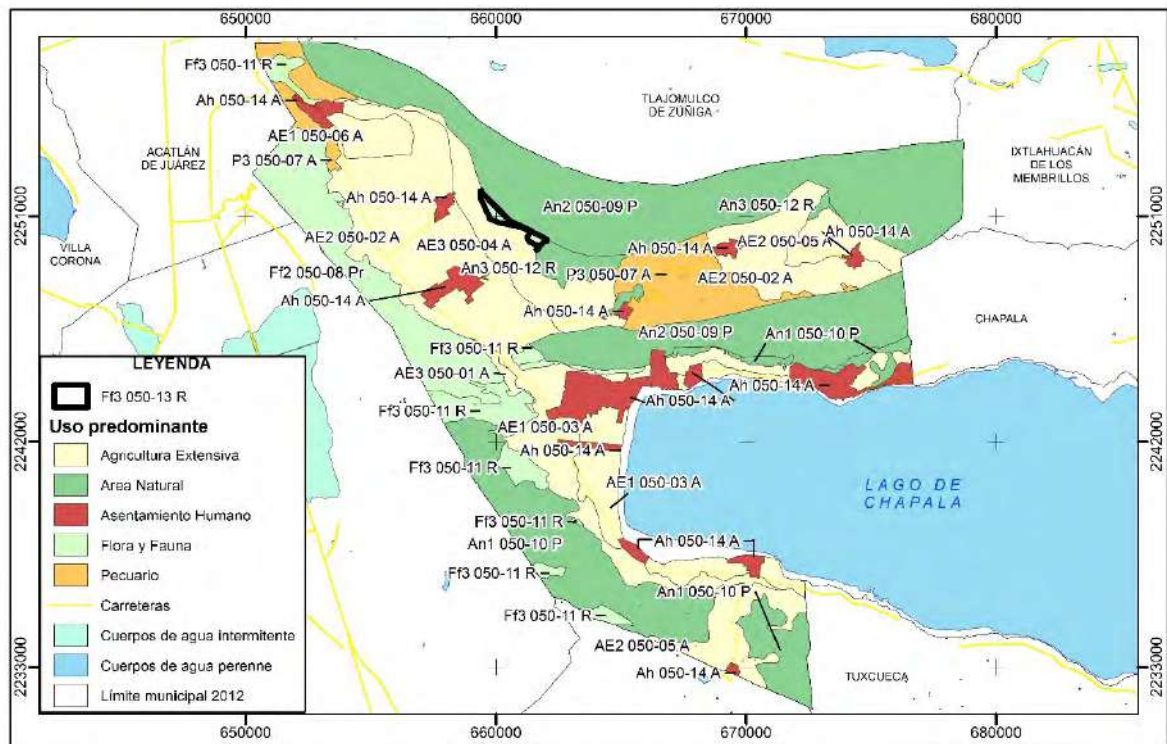 650000 660000 670000 680000
Ff3 050-11 R
Ah 050-14 A
AE1 050-06 A
P3 050-07 A
ACATLÁN
DE JUÁREZ
TLAJOMULCO
DE ZÚÑIGA
IXTLAHUACÁN
DE LOS
MEMBRILLOS
2251000
2251000
VILLA
CORONA
Ah 050-14 A
An2 050-09 P
An3 050-12 R
Ah 050-14 A
AE2 050-02 A
AE3 050-04 A
Ah 050-14 A
AE2 050-05 A
Ff2 050-08 Pr
An3 050-12 R
P3 050-07 A
AE2 050-02 A
Ah 050-14 A
Ah 050-14 A
CHAPALA
An2 050-09 P
An1 050-10 P
Ff3 050-11 R
AE3 050-01 A
Ah 050-14 A
Ah 050-14 A
Ff3 050-11 R
AE1 050-03 A
Ah 050-14 A
2242000
2242000
Ff3 050-11 R
AE1 050-03 A
LAGO DE
CHAPALA
Ff3 050-11 R
An1 050-10 P
Ah 050-14 A
Ff3 050-11 R
An1 050-10 P
Ff3 050-11 R
AE2 050-05 A
Ah 050-14 A
TUXCUECA
2233000
2233000
LEYENDA
Ff3 050-13 R
Uso predominante
Agricultura Extensiva
Area Natural
Asentamiento Humano
Flora y Fauna
Pecuario
Carreteras
Cuerpos de agua intermitente
Cuerpos de agua perenne
Límite municipal 2012
650000 660000 670000 680000